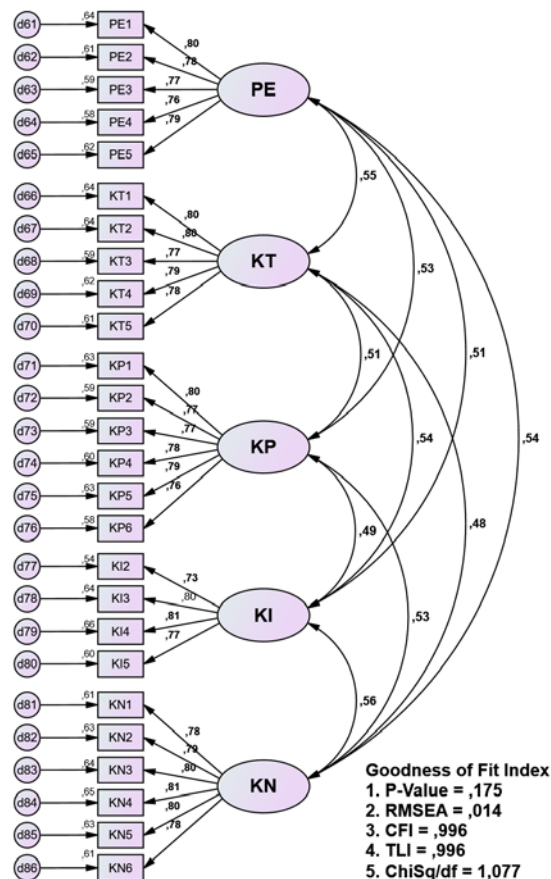 d61 ,64 PE1
d62 ,61 PE2
d63 ,59 PE3
d64 ,58 PE4
d65 ,62 PE5
,80
,78
,77
,76
,79
PE
d66 ,64 KT1
d67 ,64 KT2
d68 ,59 KT3
d69 ,62 KT4
d70 ,61 KT5
,80
,80
,77
,79
,78
KT
d71 ,63 KP1
d72 ,59 KP2
d73 ,59 KP3
d74 ,60 KP4
d75 ,63 KP5
d76 ,58 KP6
,80
,77
,77
,78
,79
,76
KP
d77 ,54 KI2
d78 ,64 KI3
d79 ,66 KI4
d80 ,60 KI5
,73
,80
,81
,77
KI
d81 ,61 KN1
d82 ,63 KN2
d83 ,64 KN3
d84 ,65 KN4
d85 ,63 KN5
d86 ,61 KN6
,78
,79
,80
,81
,80
,78
KN
,55
,53
,51
,51
,54
,54
,49
,48
,53
,56
Goodness of Fit Index
1. P-Value = ,175
2. RMSEA = ,014
3. CFI = ,996
4. TLI = ,996
5. ChiSq/df = 1,077